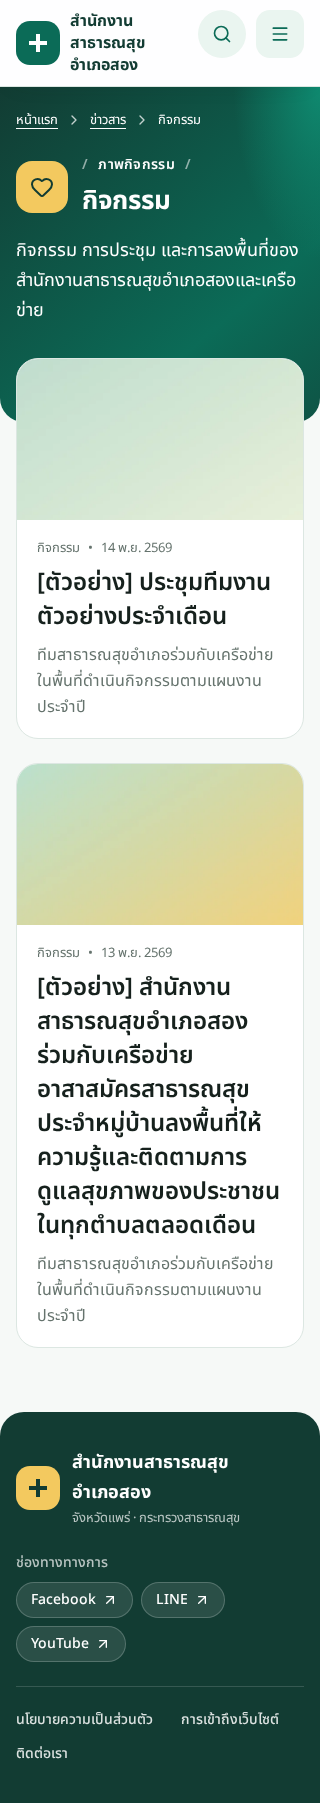 สำนักงาน
สาธารณสุข
อำเภอสอง
หน้าแรก > ข่าวสาร > กิจกรรม
/ ภาพกิจกรรม /
กิจกรรม
กิจกรรม การประชุม และการลงพื้นที่ของ
สำนักงานสาธารณสุขอำเภอสองและเครือ
ข่าย
กิจกรรม • 14 พ.ย. 2569
[ตัวอย่าง] ประชุมทีมงาน
ตัวอย่างประจำเดือน
ทีมสาธารณสุขอำเภอร่วมกับเครือข่าย
ในพื้นที่ดำเนินกิจกรรมตามแผนงาน
ประจำปี
กิจกรรม • 13 พ.ย. 2569
[ตัวอย่าง] สำนักงาน
สาธารณสุขอำเภอสอง
ร่วมกับเครือข่าย
อาสาสมัครสาธารณสุข
ประจำหมู่บ้านลงพื้นที่ให้
ความรู้และติดตามการ
ดูแลสุขภาพของประชาชน
ในทุกตำบลตลอดเดือน
ทีมสาธารณสุขอำเภอร่วมกับเครือข่าย
ในพื้นที่ดำเนินกิจกรรมตามแผนงาน
ประจำปี
สำนักงานสาธารณสุข
อำเภอสอง
จังหวัดแพร่ · กระทรวงสาธารณสุข
ช่องทางทางการ
Facebook LINE
YouTube
นโยบายความเป็นส่วนตัว การเข้าถึงเว็บไซต์
ติดต่อเรา